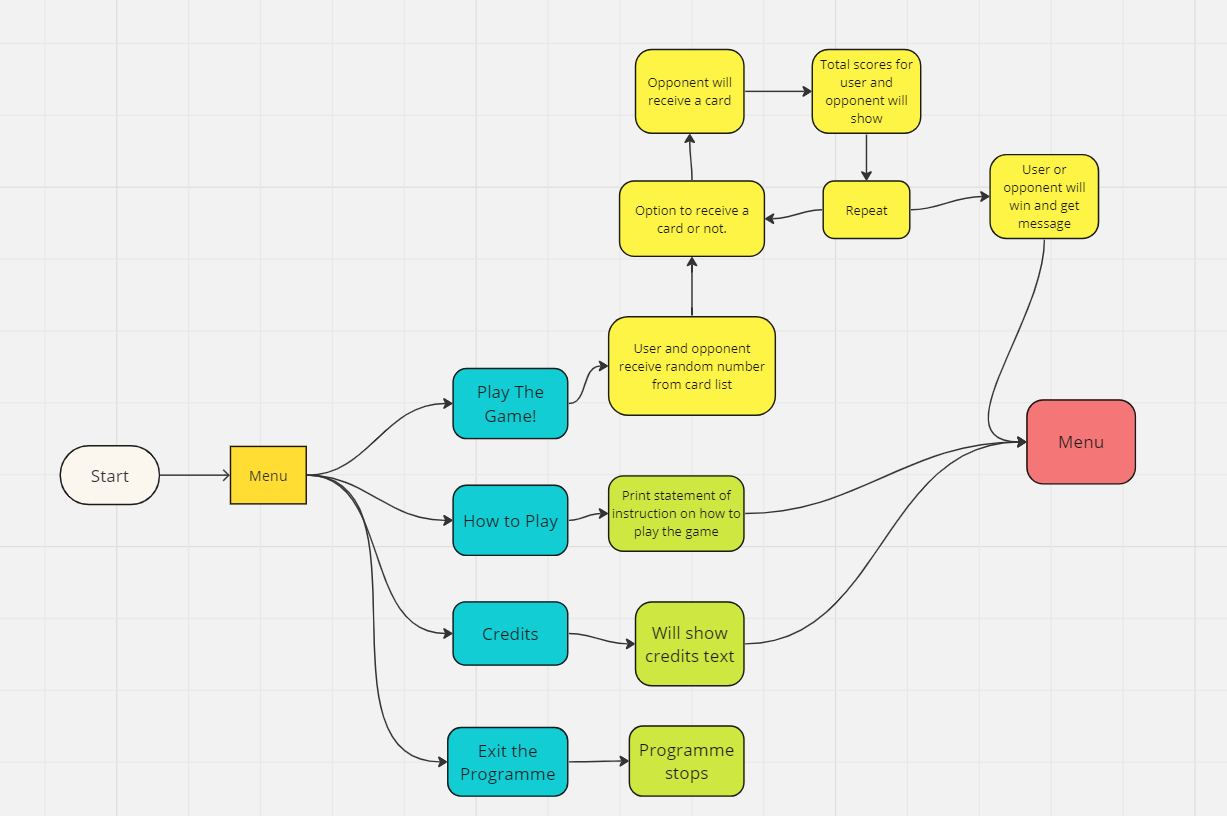 Opponent will
receive a card
Total scores for
user and
opponent will
show
User or
opponent will
win and get
message
Option to receive a
card or not.
Repeat
User and opponent
receive random number
from card list
Play The
Game!
Start
Menu
Menu
How to Play
Print statement of
instruction on how to
play the game
Credits
Will show
credits text
Exit the
Programme
Programme
stops